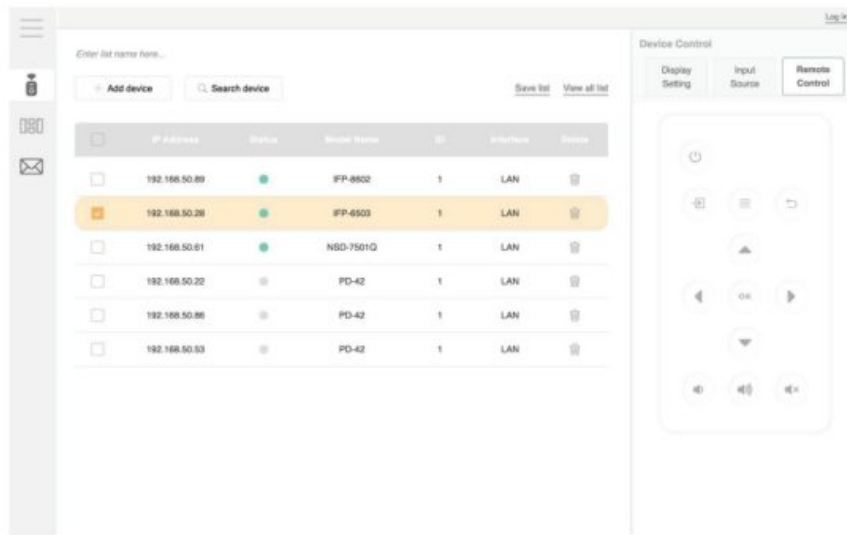 Log in
Enter list name here...
+ Add device
Search device
Save list
View all list
IP Address Status Model Name ID Interface Delete
192.168.50.89 IFP-8602 1 LAN
192.168.50.28 IFP-6503 1 LAN
192.168.50.61 NSD-7501Q 1 LAN
192.168.50.22 PD-42 1 LAN
192.168.50.86 PD-42 1 LAN
192.168.50.53 PD-42 1 LAN
Device Control
Display
Setting
Input
Source
Remote
Control
OK